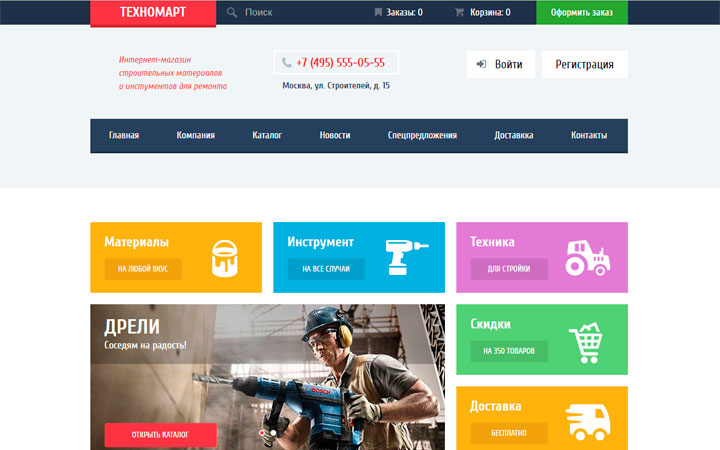 ТЕХНОМАРТ
Поиск
Заказы: 0
Корзина: 0
Оформить заказ
Интернет-магазин
строительных материалов
и инстументов для ремонта
+7 (495) 555-05-55
Москва, ул. Строителей, д. 15
Войти
Регистрация
Главная
Компания
Каталог
Новости
Спецпредложения
Доставкка
Контакты
Материалы
НА ЛЮБОЙ ВКУС
Инструмент
НА ВСЕ СЛУЧАИ
Техника
ДЛЯ СТРОЙКИ
ДРЕЛИ
Соседям на радость!
BOSCH
ОТКРЫТЬ КАТАЛОГ
Скидки
НА 350 ТОВАРОВ
Доставка
БЕСПЛАТНО